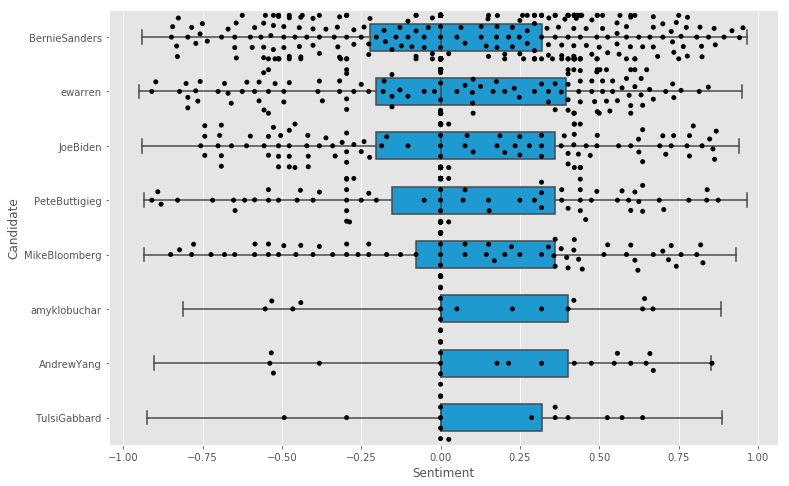 BernieSanders
ewarren
JoeBiden
PeteButtigieg
MikeBloomberg
amyklobuchar
AndrewYang
TulsiGabbard
Candidate
−1.00 −0.75 −0.50 −0.25 0.00 0.25 0.50 0.75 1.00
Sentiment